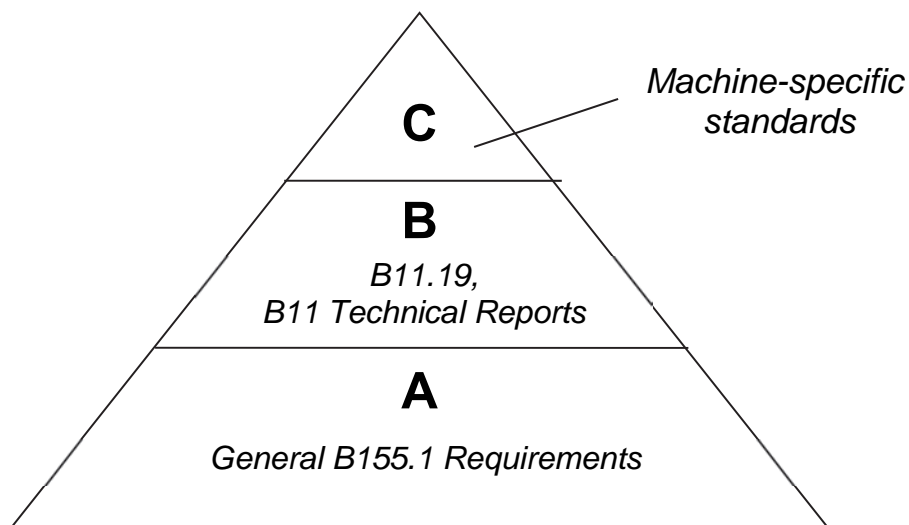 C
Machine-specific
standards
B
B11.19,
B11 Technical Reports
A
General B155.1 Requirements